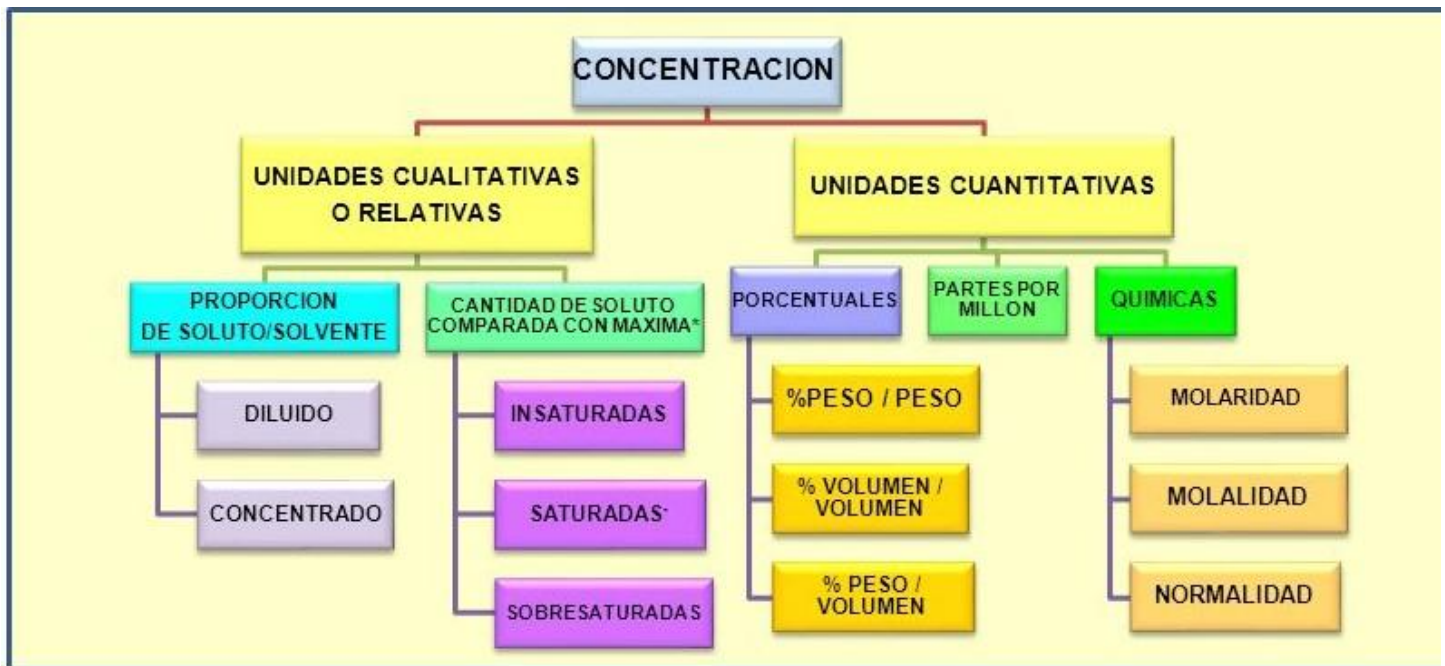 CONCENTRACION
UNIDADES CUALITATIVAS
O RELATIVAS
UNIDADES CUANTITATIVAS
PROPORCION
DE SOLUTO/SOLVENTE
CANTIDAD DE SOLUTO
COMPARADA CON MAXIMA*
PORCENTUALES
PARTES POR
MILLON
QUIMICAS
DILUIDO
CONCENTRADO
INSATURADAS
SATURADAS-
SOBRESATURADAS
%PESO / PESO
% VOLUMEN /
VOLUMEN
% PESO /
VOLUMEN
MOLARIDAD
MOLALIDAD
NORMALIDAD